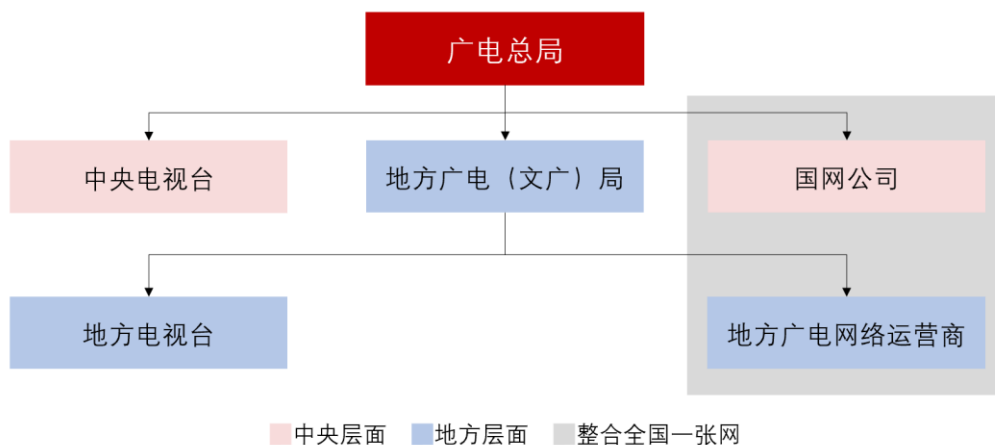 广电总局
中央电视台
地方广电（文广）局
国网公司
地方电视台
地方广电网络运营商
中央层面 地方层面 整合全国一张网